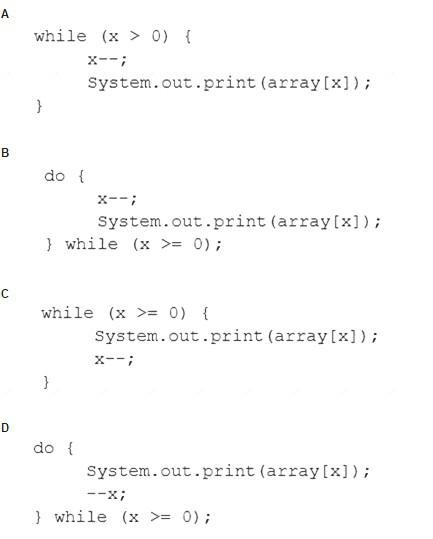 A
while (x > 0) {
x--;
System.out.print(array[x]);
}
B
do {
x--;
System.out.print(array[x]);
} while (x >= 0);
C
while (x >= 0) {
System.out.print(array[x]);
x--;
}
D
do {
System.out.print(array[x]);
--x;
} while (x >= 0);